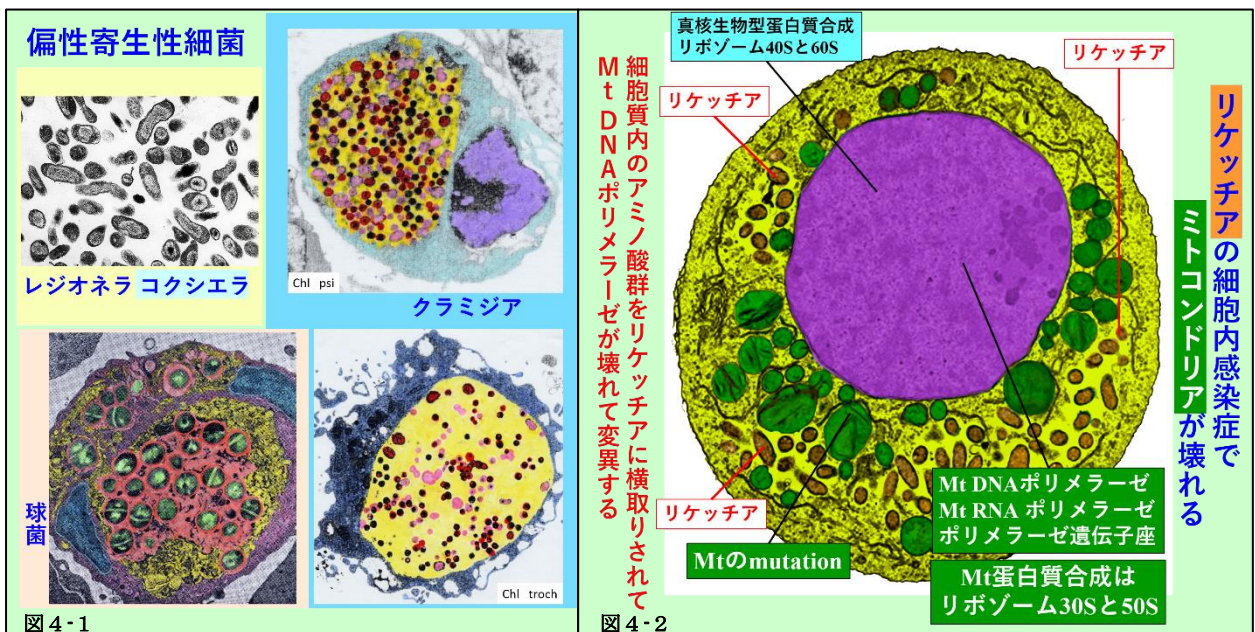 偏性寄生性細菌
レジオネラ コクシエラ
Chl psi
クラミジア
球菌
Chl troch
図4-1
リケッチアの細胞内感染症で
ミトコンドリアが壊れる
細胞質内のアミノ酸群をリケッチアに横取りされて
Mt DNAポリメラーゼが壊れて変異する
真核生物型蛋白質合成
リボゾーム40Sと60S
リケッチア
リケッチア
リケッチア
Mtのmutation
Mt DNAポリメラーゼ
Mt RNA ポリメラーゼ
ポリメラーゼ遺伝子座
Mt蛋白質合成は
リボゾーム30Sと50S
図4-2